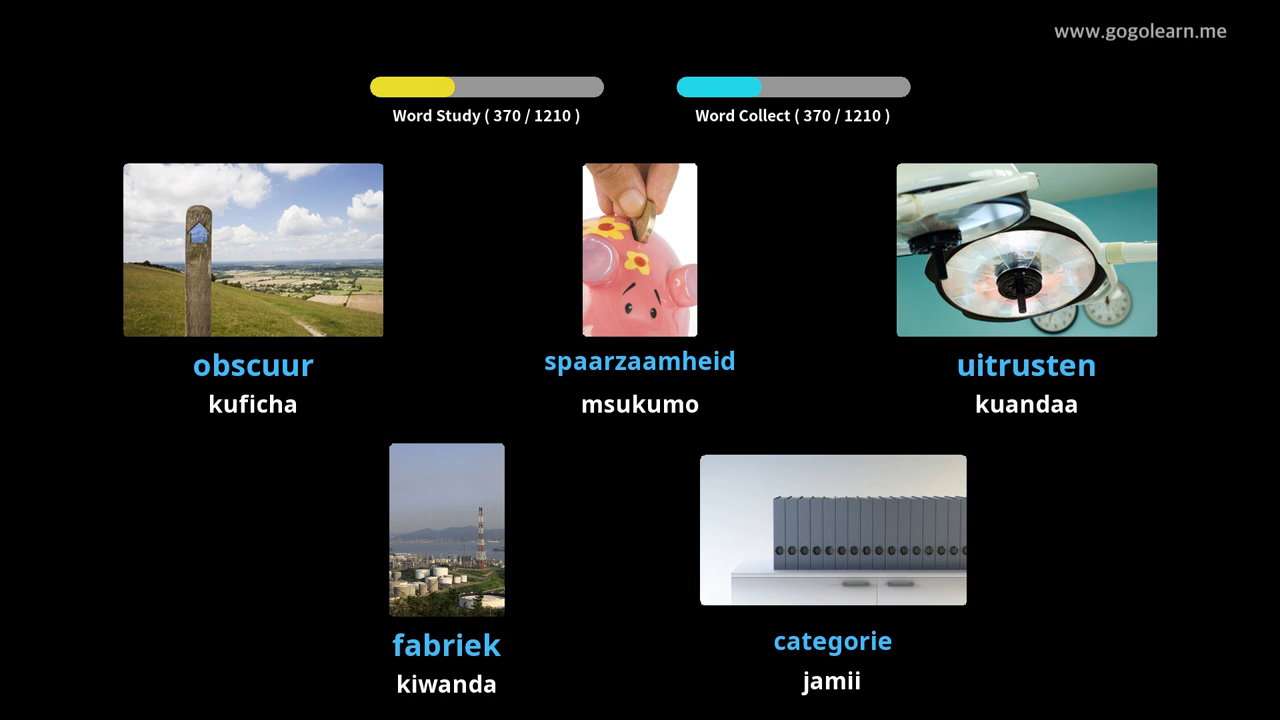 www.gogolearn.me
Word Study ( 370 / 1210 )
Word Collect ( 370 / 1210 )
obscuur
kuficha
spaarzaamheid
msukumo
uitrusten
kuandaa
fabriek
kiwanda
categorie
jamii